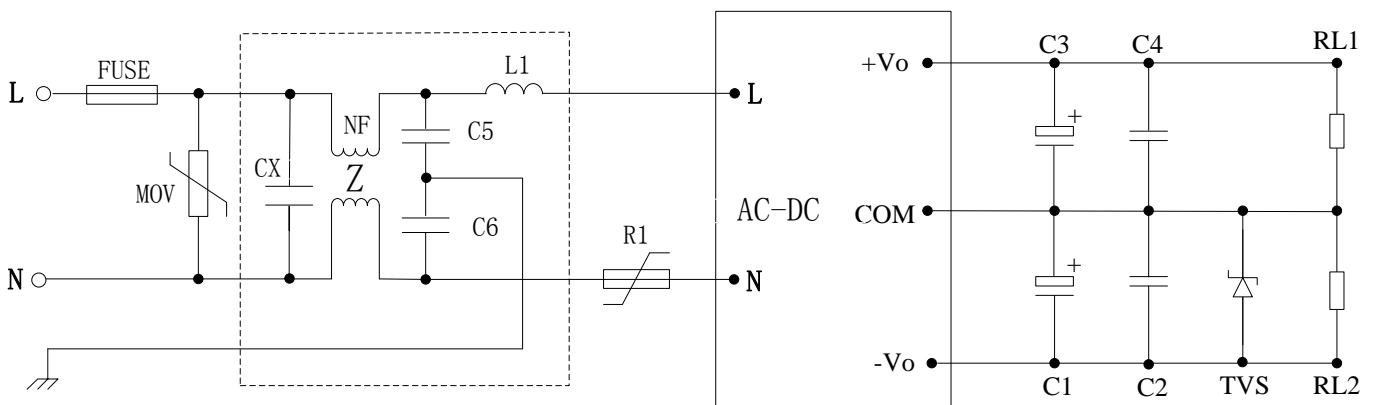 C3 C4 RL1
FUSE L1 +Vo
L L
NF C5
CX
MOV Z AC-DC COM
C6 R1
+
+
N N
-Vo
C1 C2 TVS RL2